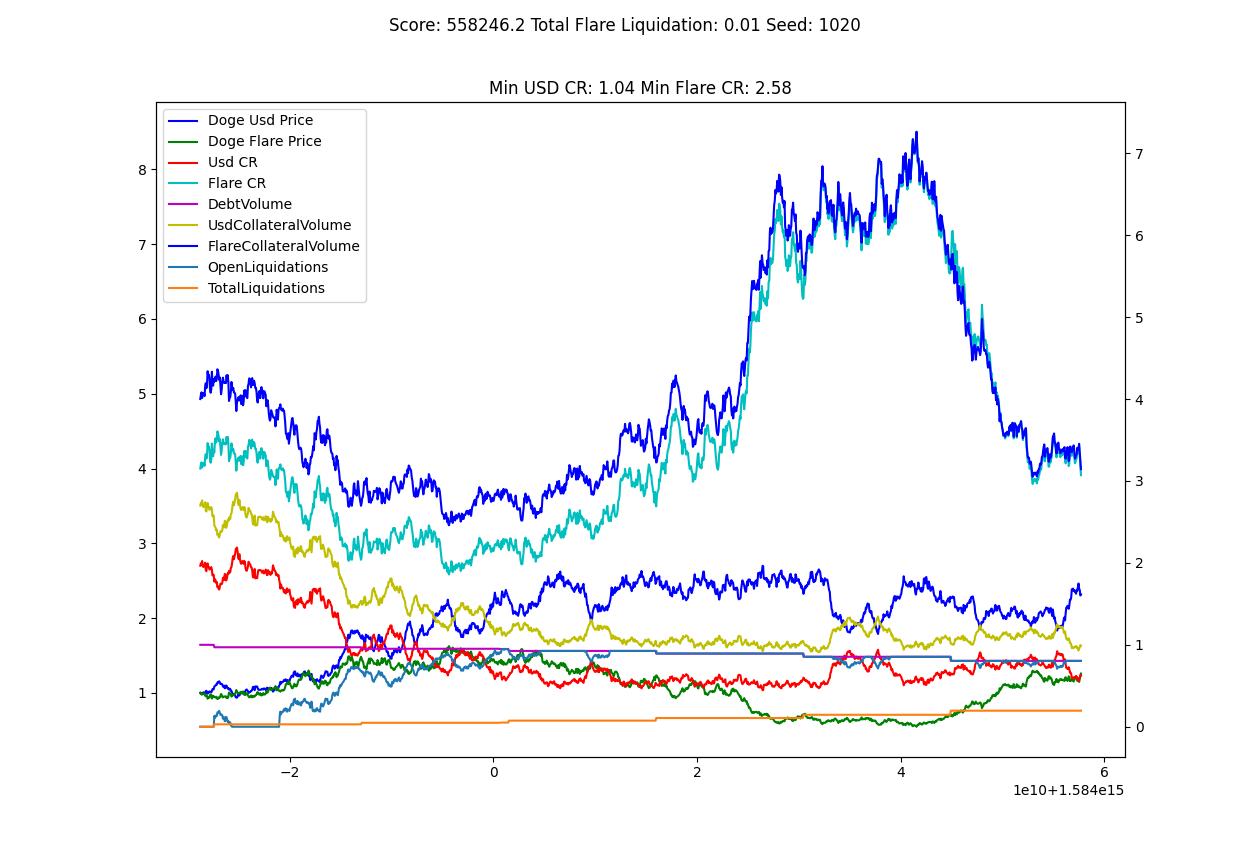 Score: 558246.2 Total Flare Liquidation: 0.01 Seed: 1020
Min USD CR: 1.04 Min Flare CR: 2.58
Doge Usd Price
Doge Flare Price
Usd CR
Flare CR
DebtVolume
UsdCollateralVolume
FlareCollateralVolume
OpenLiquidations
TotalLiquidations
8
7
6
5
4
3
2
1
7
6
5
4
3
2
1
0
−2 0 2 4 6
1e10+1.584e15